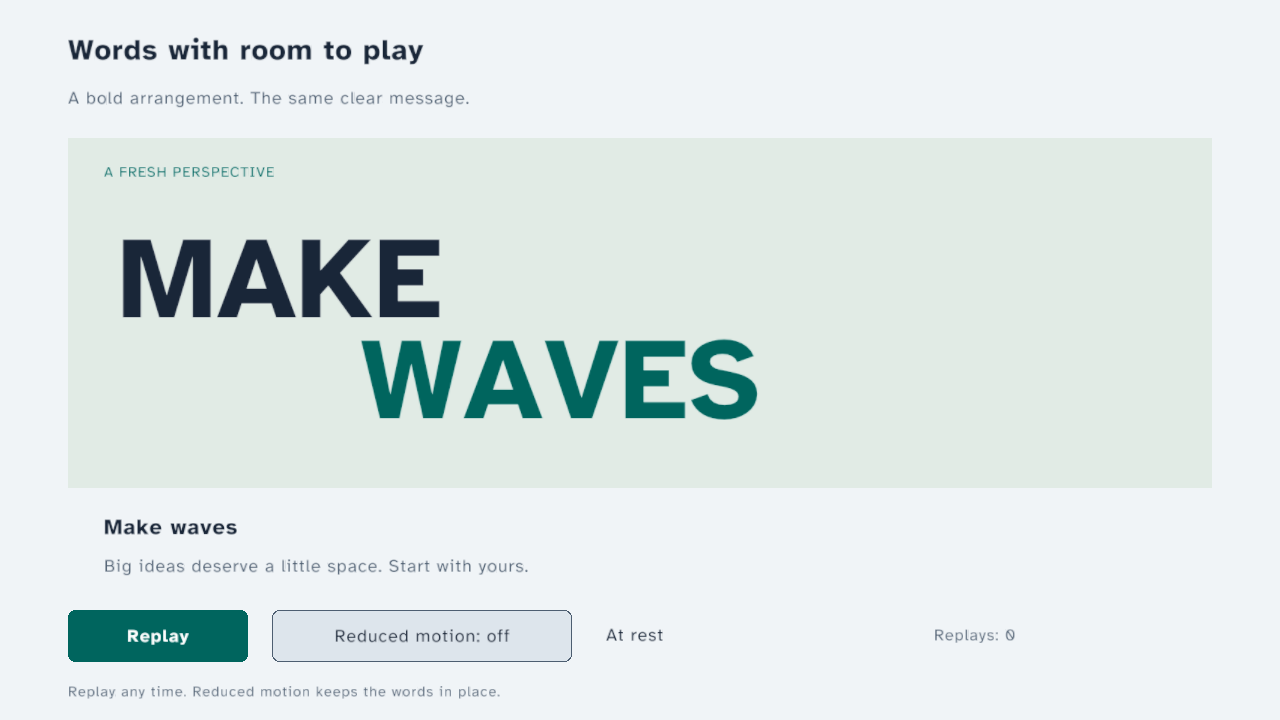 Words with room to play
A bold arrangement. The same clear message.
A FRESH PERSPECTIVE
MAKE
WAVES
Make waves
Big ideas deserve a little space. Start with yours.
Replay
Reduced motion: off
At rest
Replays: 0
Replay any time. Reduced motion keeps the words in place.